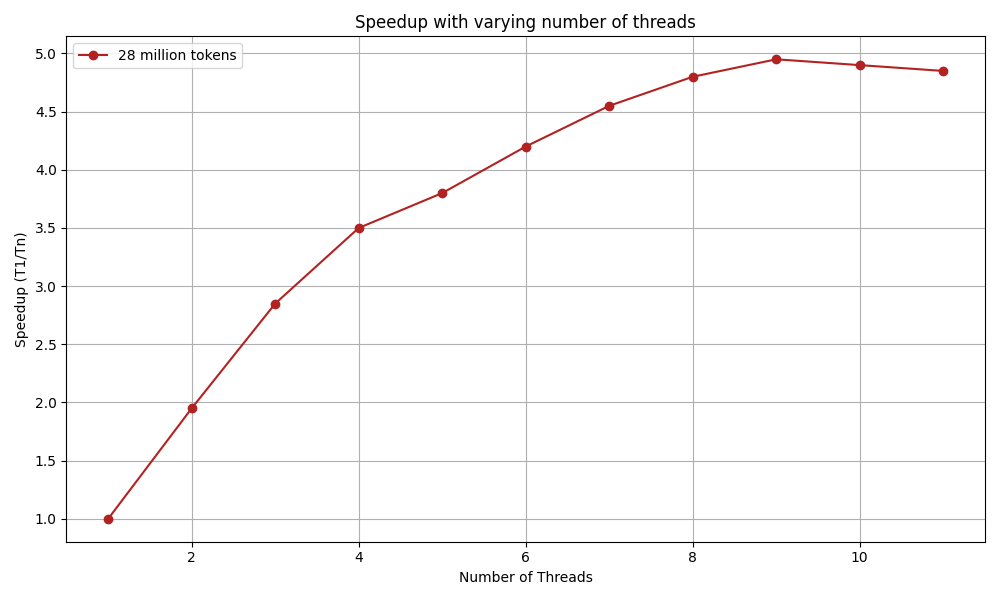 Speedup with varying number of threads
28 million tokens
5.0
4.5
4.0
3.5
3.0
2.5
2.0
1.5
1.0
Speedup (T1/Tn)
2 4 6 8 10
Number of Threads